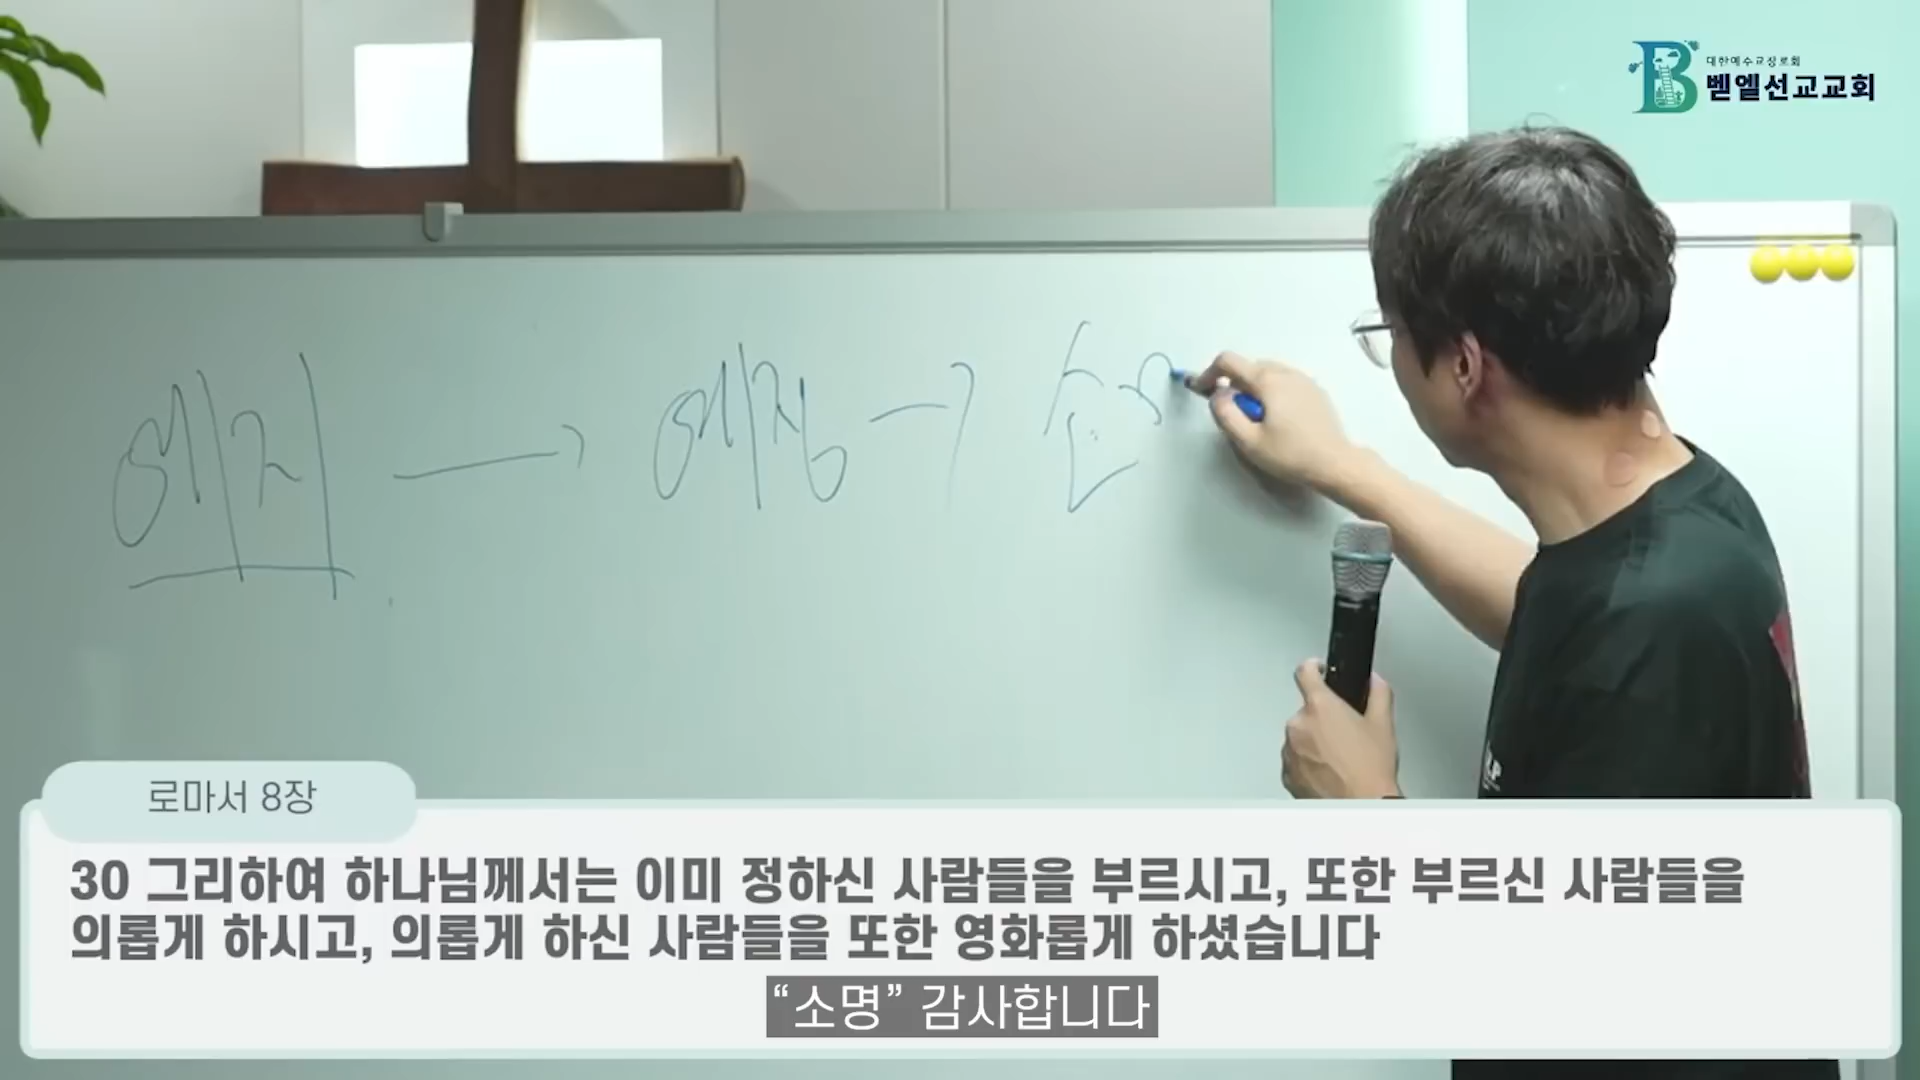 대한예수교장로회
벧엘선교교회
예지 → 예정 →
로마서 8장
30 그리하여 하나님께서는 이미 정하신 사람들을 부르시고, 또한 부르신 사람들을
의롭게 하시고, 의롭게 하신 사람들을 또한 영화롭게 하셨습니다
“소명” 감사합니다